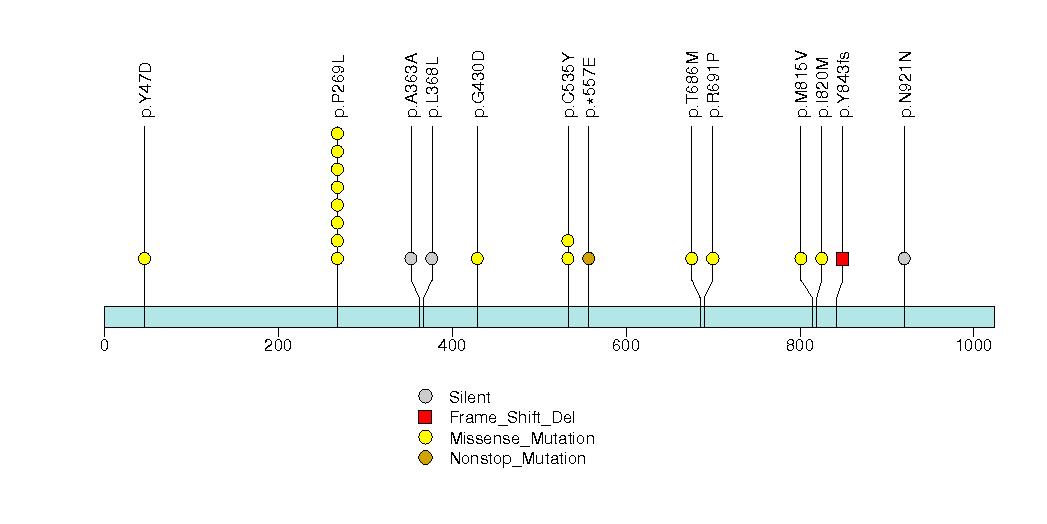 p.Y47D
p.P269L
p.A363A
p.L368L
p.G430D
p.C535Y
p.*557E
p.T686M
p.R691P
p.M815V
p.I820M
p.Y843fs
p.N921N
0 200 400 600 800 1000
Silent
Frame_Shift_Del
Missense_Mutation
Nonstop_Mutation